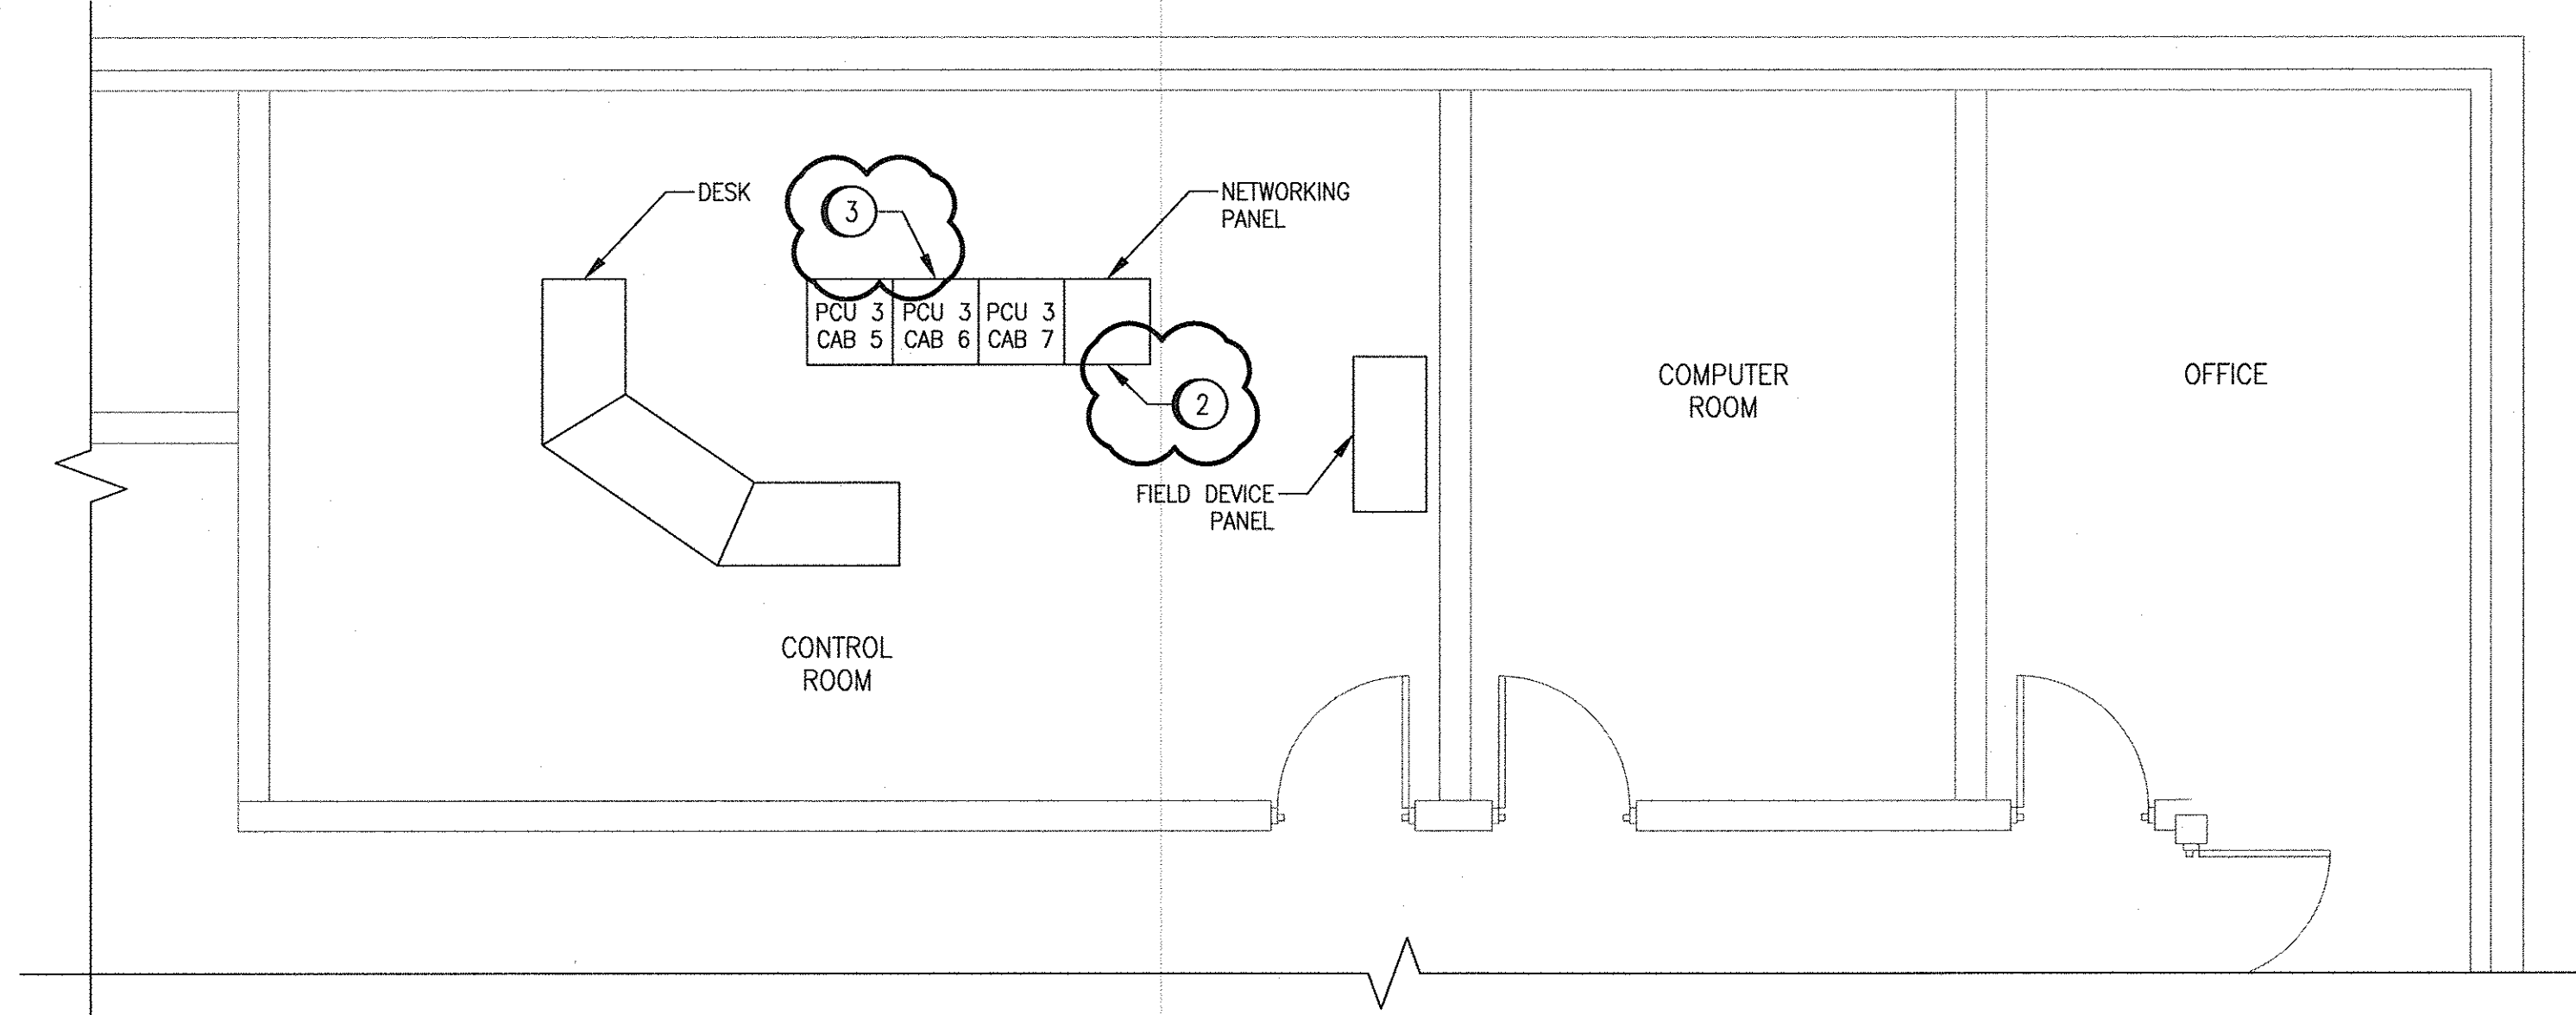 DESK
3
NETWORKING
PANEL
PCU 3
CAB 5
PCU 3
CAB 6
PCU 3
CAB 7
2
FIELD DEVICE
PANEL
COMPUTER
ROOM
OFFICE
CONTROL
ROOM